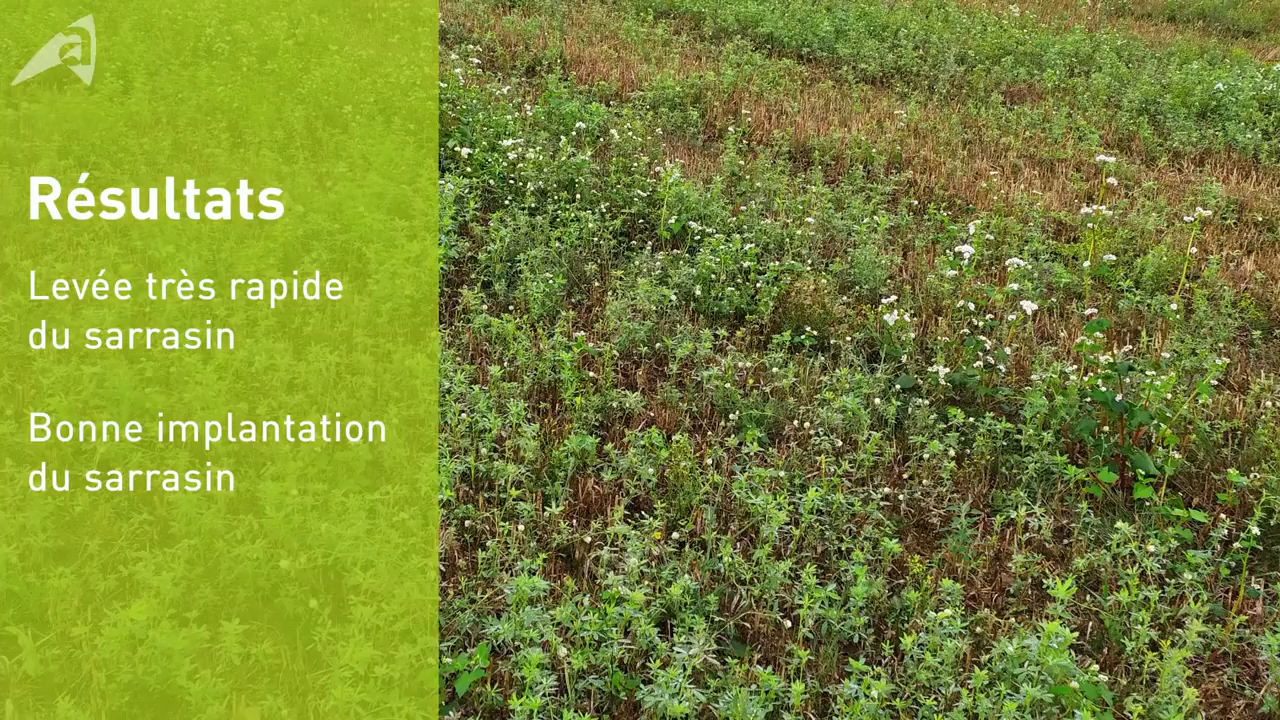 Résultats
Levée très rapide
du sarrasin
Bonne implantation
du sarrasin